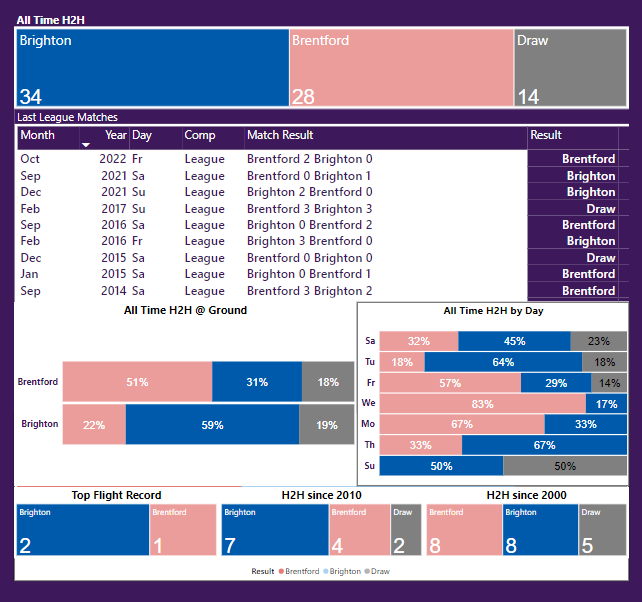 All Time H2H
Brighton Brentford Draw
34 28 14
Last League Matches
Month Year Day Comp Match Result Result
Oct 2022 Fr League Brentford 2 Brighton 0 Brentford
Sep 2021 Sa League Brentford 0 Brighton 1 Brighton
Dec 2021 Su League Brighton 2 Brentford 0 Brighton
Feb 2017 Su League Brentford 3 Brighton 3 Draw
Sep 2016 Sa League Brighton 0 Brentford 2 Brentford
Feb 2016 Fr League Brighton 3 Brentford 0 Brighton
Dec 2015 Sa League Brentford 0 Brighton 0 Draw
Jan 2015 Sa League Brighton 0 Brentford 1 Brentford
Sep 2014 Sa League Brentford 3 Brighton 2 Brentford
All Time H2H @ Ground
Brentford 51% 31% 18%
Brighton 22% 59% 19%
All Time H2H by Day
Sa 32% 45% 23%
Tu 18% 64% 18%
Fr 57% 29% 14%
We 83% 17%
Mo 67% 33%
Th 33% 67%
Su 50% 50%
Top Flight Record
Brighton Brentford
2 1
H2H since 2010
Brighton Brentford Draw
7 4 2
H2H since 2000
Brentford Brighton Draw
8 8 5
Result Brentford Brighton Draw